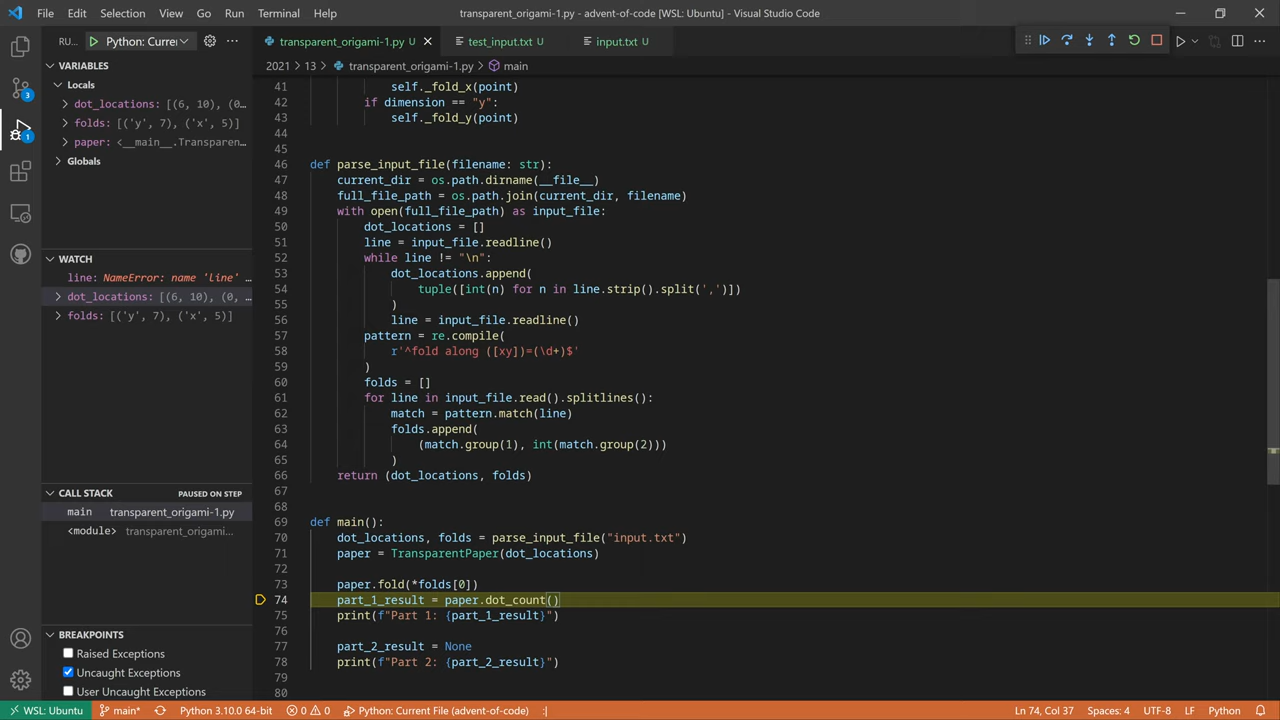 File Edit Selection View Go Run Terminal Help
transparent_origami-1.py - advent-of-code [WSL: Ubuntu] - Visual Studio Code
RU... Python: Currer ...
transparent_origami-1.py U
test_input.txt U
input.txt U
2021 13 transparent_origami-1.py main
VARIABLES
Locals
dot_locations: [(6, 10), (0...
folds: [('y', 7), ('x', 5)]
paper: <__main__.Transparen...
Globals
WATCH
line: NameError: name 'line' ...
dot_locations: [(6, 10), (0, ...
folds: [('y', 7), ('x', 5)]
CALL STACK PAUSED ON STEP
main transparent_origami-1.py
<module> transparent_origami...
BREAKPOINTS
Raised Exceptions
Uncaught Exceptions
User Uncaught Exceptions
3
1
41 self._fold_x(point)
42 if dimension == "y":
43 self._fold_y(point)
44
45
46 def parse_input_file(filename: str):
47 current_dir = os.path.dirname(__file__)
48 full_file_path = os.path.join(current_dir, filename)
49 with open(full_file_path) as input_file:
50 dot_locations = []
51 line = input_file.readline()
52 while line != "\n":
53 dot_locations.append(
54 tuple([int(n) for n in line.strip().split(',')])
55 )
56 line = input_file.readline()
57 pattern = re.compile(
58 r'^fold along ([xy])=(\d+)$'
59 )
60 folds = []
61 for line in input_file.read().splitlines():
62 match = pattern.match(line)
63 folds.append(
64 (match.group(1), int(match.group(2)))
65 )
66 return (dot_locations, folds)
67
68
69 def main():
70 dot_locations, folds = parse_input_file("input.txt")
71 paper = TransparentPaper(dot_locations)
72
73 paper.fold(*folds[0])
74 part_1_result = paper.dot_count()
75 print(f"Part 1: {part_1_result}")
76
77 part_2_result = None
78 print(f"Part 2: {part_2_result}")
79
80
WSL: Ubuntu main* Python 3.10.0 64-bit 0 0 Python: Current File (advent-of-code) :| Ln 74, Col 37 Spaces: 4 UTF-8 LF Python